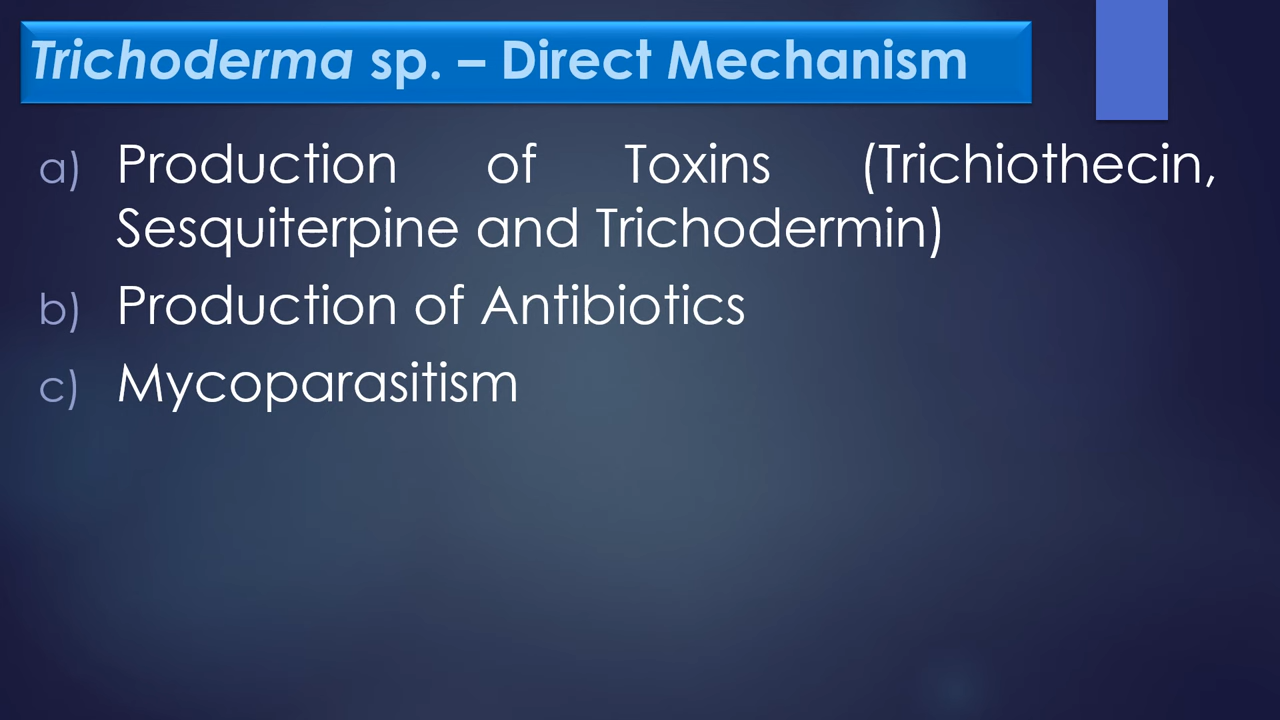 Trichoderma sp. – Direct Mechanism
a) Production of Toxins (Trichiothecin,
Sesquiterpine and Trichodermin)
b) Production of Antibiotics
c) Mycoparasitism